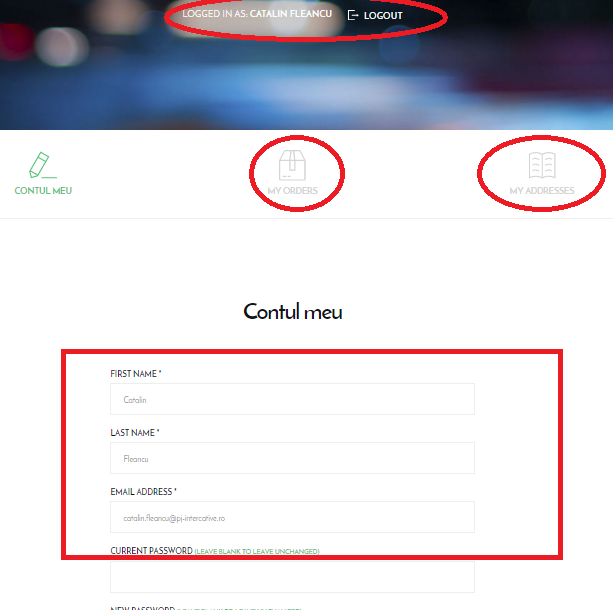 LOGGED IN AS: CATALIN FLEANCU LOGOUT
CONTUL MEU MY ORDERS MY ADDRESSES
Contul meu
FIRST NAME *
Catalin
LAST NAME *
Fleancu
EMAIL ADDRESS *
catalin.fleancu@pj-intercative.ro
CURRENT PASSWORD (LEAVE BLANK TO LEAVE UNCHANGED)
NEW PASSWORD